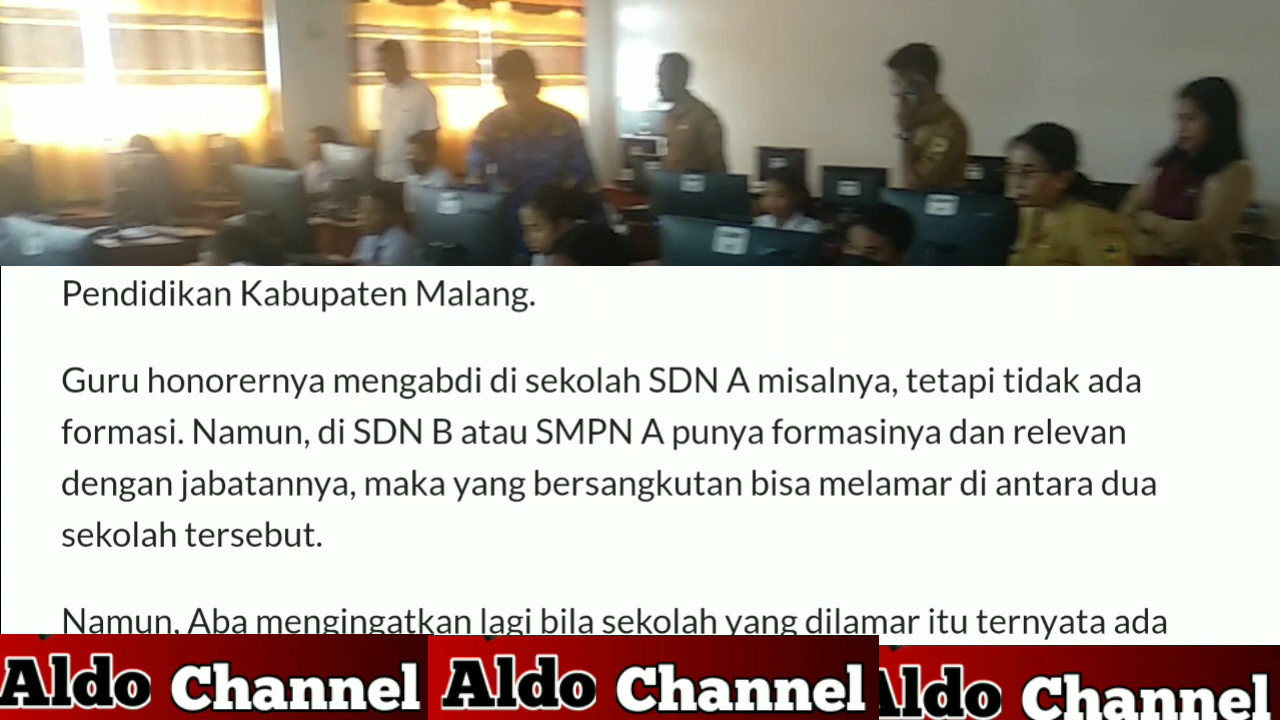 Pendidikan Kabupaten Malang.
Guru honorernya mengabdi di sekolah SDN A misalnya, tetapi tidak ada
formasi. Namun, di SDN B atau SMPN A punya formasinya dan relevan
dengan jabatannya, maka yang bersangkutan bisa melamar di antara dua
sekolah tersebut.
Namun, Aba mengingatkan lagi bila sekolah yang dilamar itu ternyata ada
Aldo Channel Aldo Channel Aldo Channel